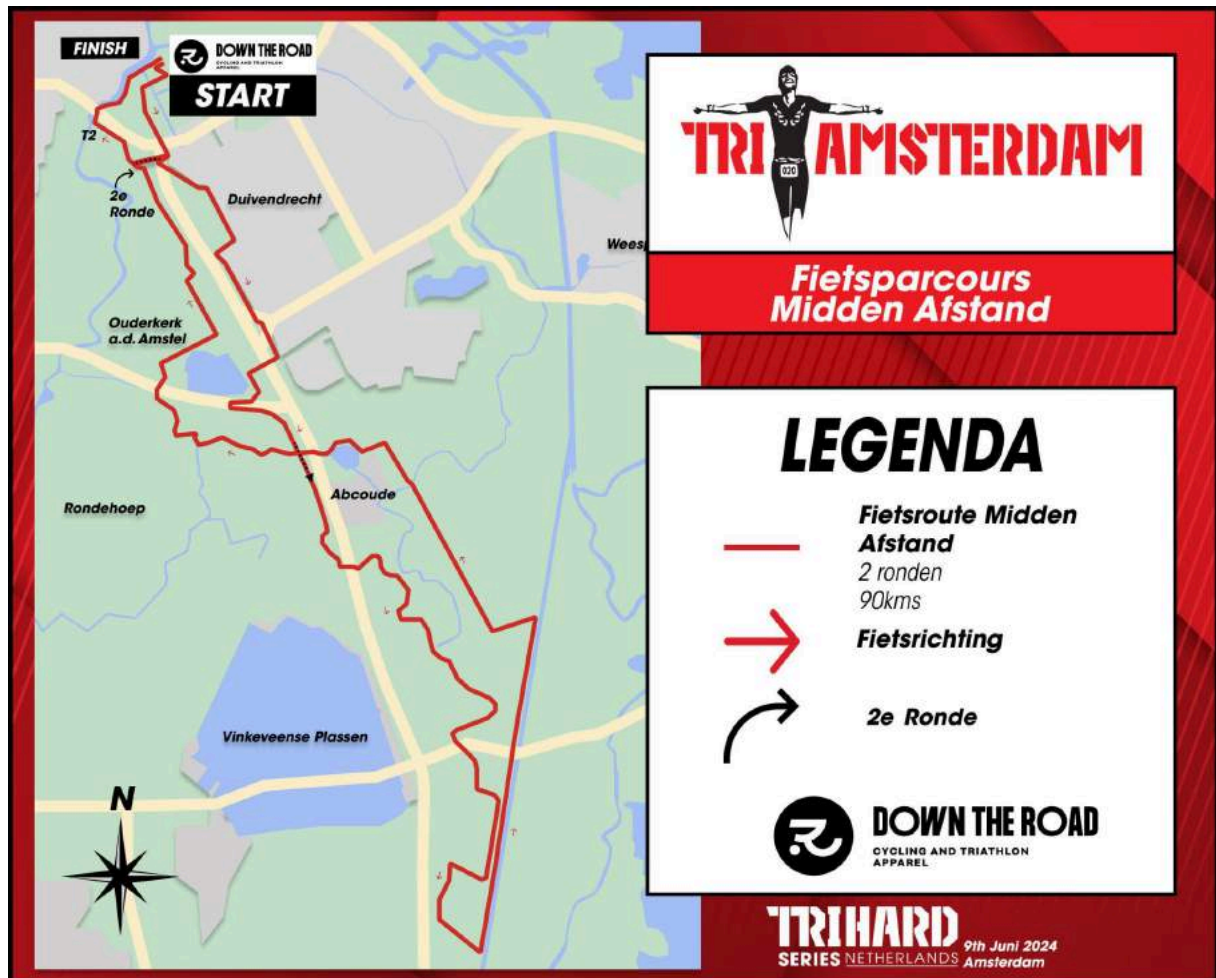 FINISH
DOWN THE ROAD
CYCLING AND TRIATHLON
APPAREL
START
T2
2e
Ronde
Duivendrecht
Weesp
Ouderkerk
a.d. Amstel
Abcoude
Rondehoep
Vinkeveense Plassen
N
TRI AMSTERDAM
020
Fietsparcours
Midden Afstand
LEGENDA
Fietsroute Midden
Afstand
2 ronden
90kms
Fietsrichting
2e Ronde
DOWN THE ROAD
CYCLING AND TRIATHLON
APPAREL
TRIHARD
SERIES NETHERLANDS
9th Juni 2024
Amsterdam